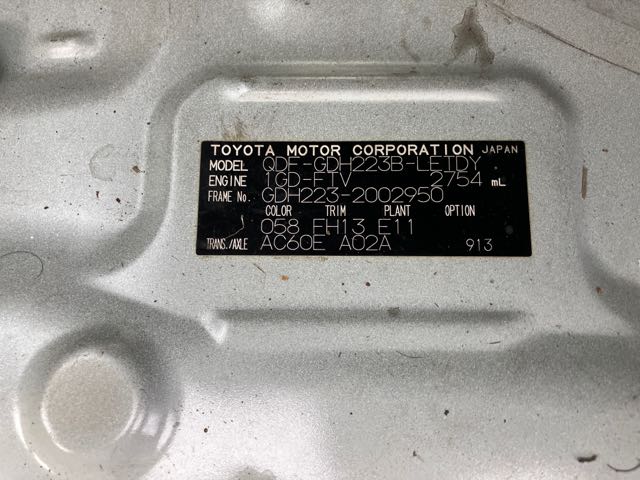 TOYOTA MOTOR CORPORATION JAPAN
MODEL QDF-GDH223B-LETDY
ENGINE 1GD-FTV 2754 mL
FRAME No. GDH223-2002950
COLOR TRIM PLANT OPTION
058 EH13 E11
TRANS./AXLE AC60E A02A 913